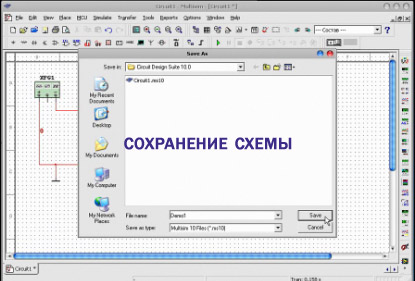 Circuit1 - Multisim - [Circuit1 *]
File Edit View Place MCU Simulate Transfer Tools Reports Options Window Help
Save As
Save in: Circuit Design Suite 10.0
XFG1
Circuit1.ms10
My Recent
Documents
Desktop
СОХРАНЕНИЕ СХЕМЫ
My Documents
My Computer
My Network
Places
File name: Demo1 Save
Save as type: Multisim 10 Files (*.ms10) Cancel
Circuit1 *
Tran: 0.258 s